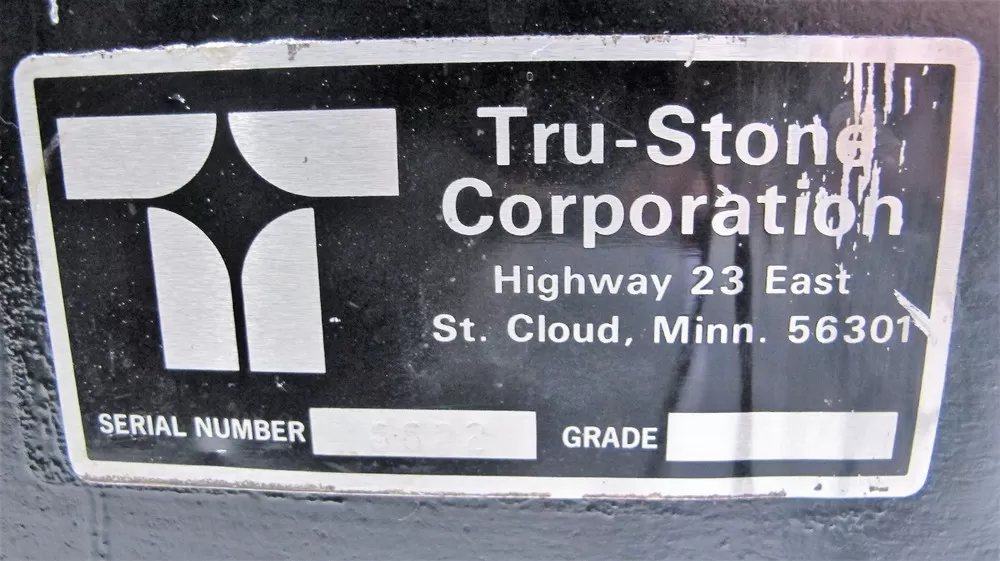 Tru-Stone
Corporation
Highway 23 East
St. Cloud, Minn. 56301
SERIAL NUMBER
GRADE